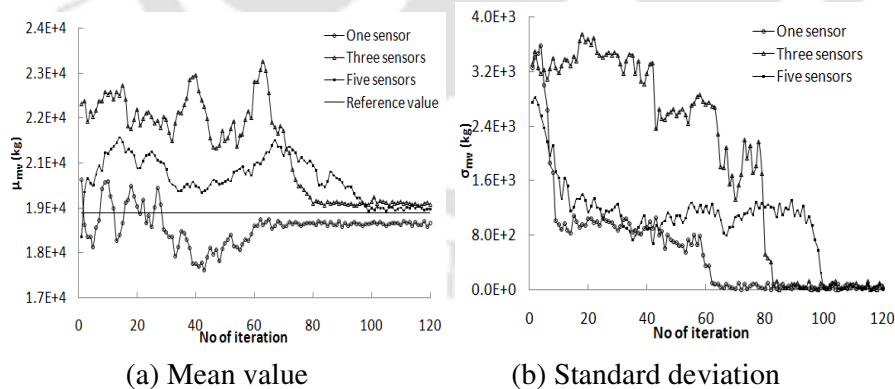 2.4E+4
2.3E+4
2.2E+4
2.1E+4
1.9E+4
1.8E+4
1.7E+4
μmv (kg)
One sensor
Three sensors
Five sensors
Reference value
0 20 40 60 80 100 120
No of iteration
(a) Mean value
4.0E+3
3.2E+3
2.4E+3
1.6E+3
8.0E+2
0.0E+0
σmv (kg)
One sensor
Three sensors
Five sensors
0 20 40 60 80 100 120
No of iteration
(b) Standard deviation